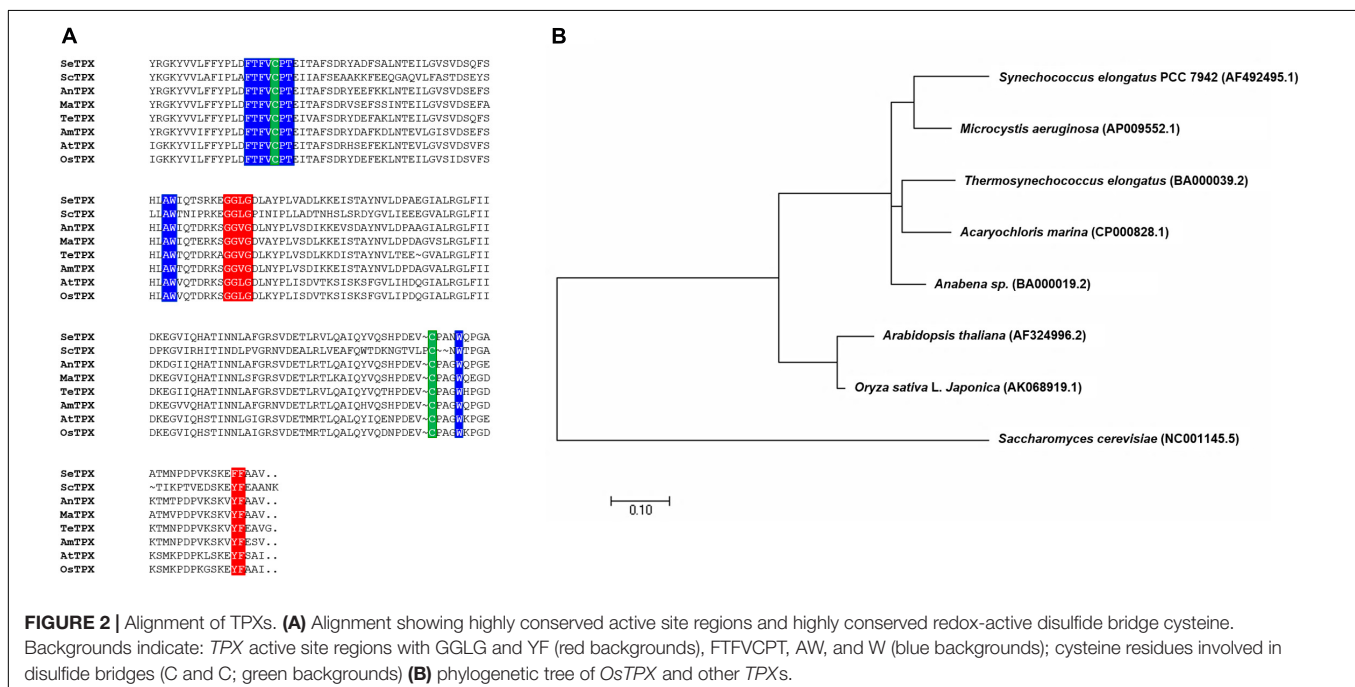 A
SeTPX YRGKYVVLFFYPLDFTFVCPTEITAFSDRYADFSALNTEILGVSVDSQFS
ScTPX YRGKYVVLAFIPLAFTFVCPTEIIAFSEAAKKFEEQGAQVLFASTDSEYS
AnTPX YRGKYVVLFFYPLDFTFVCPTEITAFSDRYEEFKKLNTEILGVSVDSEFS
MaTPX YRGKYVVLFFYPLDFTFVCPTEITAFSDRVSEFSSINTEILGVSVDSEFA
TeTPX YRGKYVVLFFYPLDFTFVCPTEITAFSDRYEEFAKLNTEILGVSVDSQFS
AmTPX YRGKYVVIFFYPLDFTFVCPTEITAFSDRYDAFKDLNTEVLGISVDSEFS
AtTPX IGKKYVILFFYPLDFTFVCPTEITAFSDRHSEFEKLNTEVLGVSVDSVFS
OsTPX IGKKYVILFFYPLDFTFVCPTEITAFSDRYDEFEKLNTEILGVSIDSVFS
SeTPX HLAWIQTSRKEGGLGDLAYPLVADLKKEISTAYNVLDPAEGIALRGLFII
ScTPX LLAWTNIPRKEGGLGPINIPLLADTNHSLSRDYGVLIEEEGVALRGLFII
AnTPX HLAWIQTDRKSGGVGDLNYPLVSDIKKEVSDAYNVLDPAAGIALRGLFII
MaTPX HLAWIQTERKSGGVGDVAYPLVSDLKKEISTAYNVLDPDAGVSLRGLFII
TeTPX HLAWIQTDRKAGGVGDLKYPLVSDLKKEISTAYNVLTEE~GVALRGLFII
AmTPX HLAWTQTDRKSGGVGDLNYPLVSDIKKEISTAYNVLDPDAGVALRGLFII
AtTPX HLAWVQTDRKSGGLGDLNYPLISDVTKSISKSFGVLIHDQGIALRGLFII
OsTPX HLAWVQTDRKSGGLGDLKYPLISDVTKSISKSFGVLIPDQGIALRGLFII
SeTPX DKEGVIQHATINNLAFGRSVDETLRVLQAIQYVQSHPDEV~CPANWQPGA
ScTPX DPKGVIRHITINDLPVGRNVDEALRLVEAFQWTDKNGTVLPC~~NWTPGA
AnTPX DKDGIIQHATINNLAFGRSVDETLRTLQAIQYVQSHPDEV~CPAGWQPGE
MaTPX DKEGVIQHATINNLSFGRSVDETLRTLKAIQYVQSHPDEV~CPAGWQEGD
TeTPX DKEGIIQHATINNLSFGRNVDETLRTLQAIQYVQTHPDEV~CPAGWHPGD
AmTPX DKEGVVQHATINNLAFGRNVDETLRTLQAIQHVQTHPDEV~CPAGWQPGD
AtTPX DKEGVIQHSTINNLGIGRSVDETMRTLQALQYIQENPDEV~CPAGWKPGE
OsTPX DKEGVIQHSTINNLAIGRSVDETMRTLQALQYVQDNPDEV~CPAGWKPGD
SeTPX ATMNPDPVKSKEFFAAV..
ScTPX ~TIKPTVEDSKEYFEAANK
AnTPX KTMTPDPVKSKVYFAAV..
MaTPX ATMVPDPVKSKVYFAAV..
TeTPX KTMNPDPVKSKVYFEAVG.
AmTPX KTMNPDPVKSKVYFESV..
AtTPX KSMKPDPKLSKEYFSAI..
OsTPX KSMKPDPKGSKEYFAAI..
B
Synechococcus elongatus PCC 7942 (AF492495.1)
Microcystis aeruginosa (AP009552.1)
Thermosynechococcus elongatus (BA000039.2)
Acaryochloris marina (CP000828.1)
Anabena sp. (BA000019.2)
Arabidopsis thaliana (AF324996.2)
Oryza sativa L. Japonica (AK068919.1)
Saccharomyces cerevisiae (NC001145.5)
0.10
FIGURE 2 | Alignment of TPXs. (A) Alignment showing highly conserved active site regions and highly conserved redox-active disulfide bridge cysteine.
Backgrounds indicate: TPX active site regions with GGLG and YF (red backgrounds), FTFVCPT, AW, and W (blue backgrounds); cysteine residues involved in
disulfide bridges (C and C; green backgrounds) (B) phylogenetic tree of OsTPX and other TPXs.